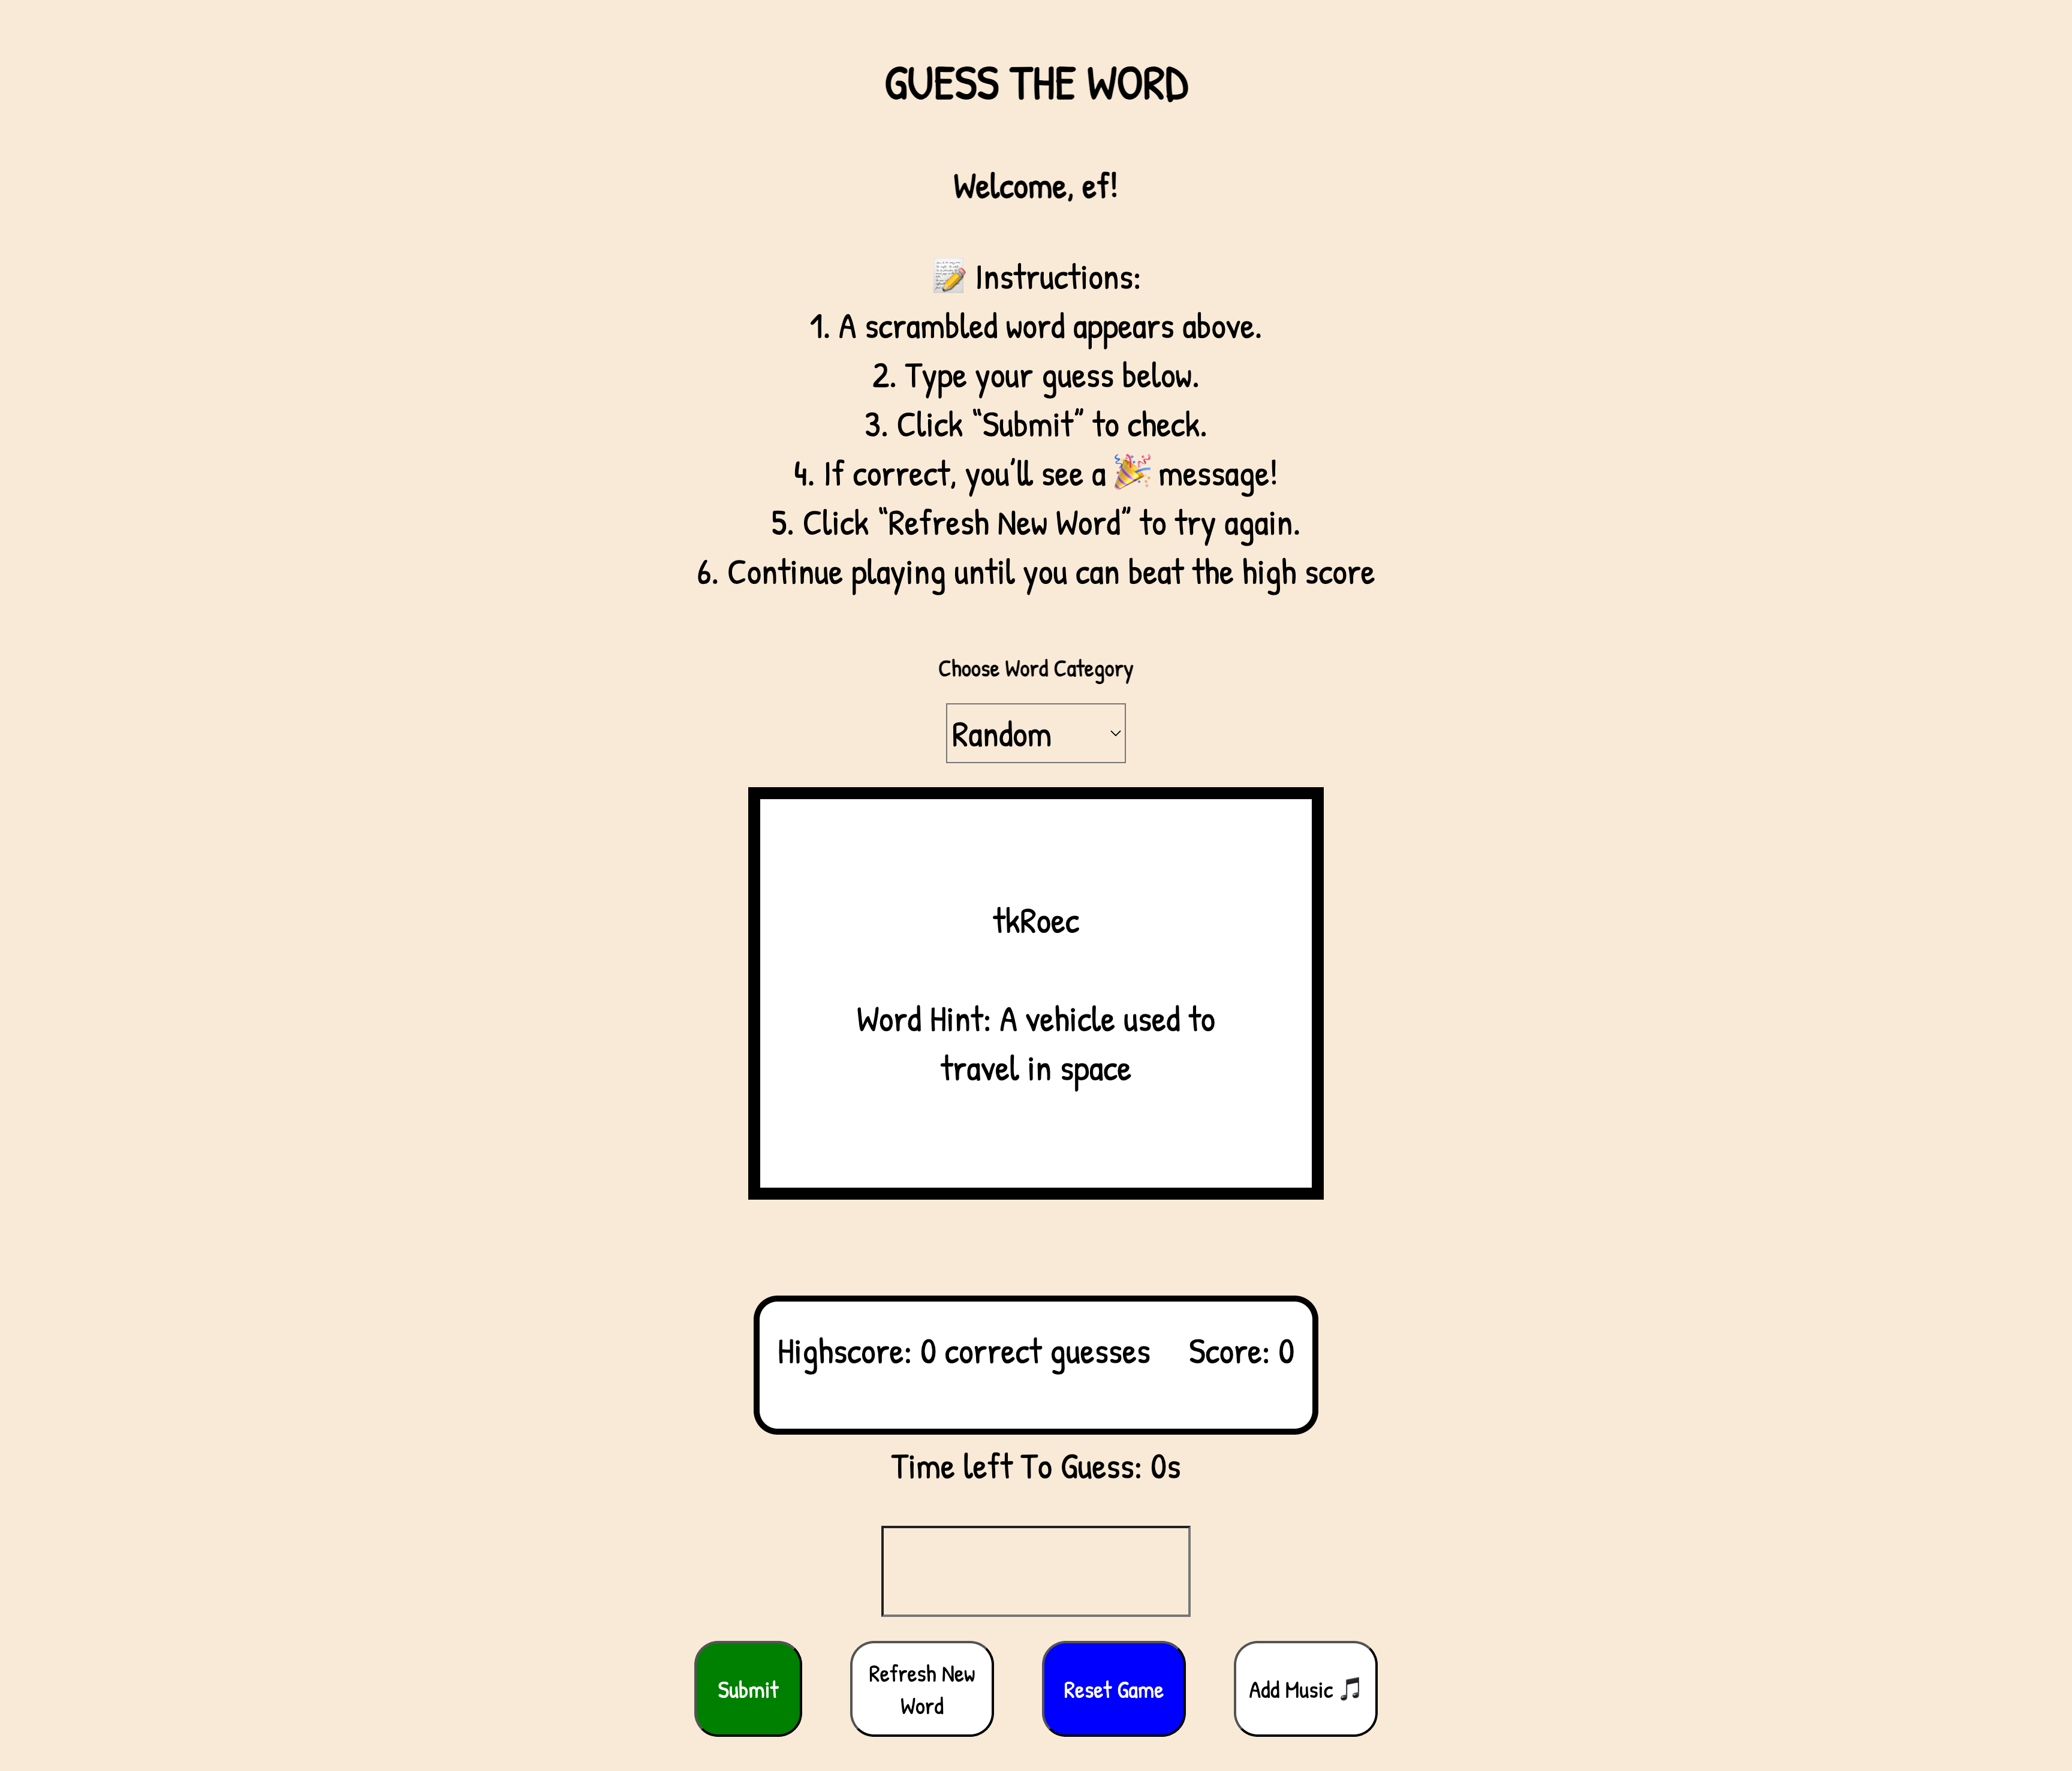 GUESS THE WORD
Welcome, ef!
📝 Instructions:
1. A scrambled word appears above.
2. Type your guess below.
3. Click “Submit” to check.
4. If correct, you’ll see a 🎉 message!
5. Click “Refresh New Word” to try again.
6. Continue playing until you can beat the high score
Choose Word Category
Random
tkRoec
Word Hint: A vehicle used to
travel in space
Highscore: 0 correct guesses Score: 0
Time left To Guess: 0s
Submit
Refresh New
Word
Reset Game
Add Music 🎵